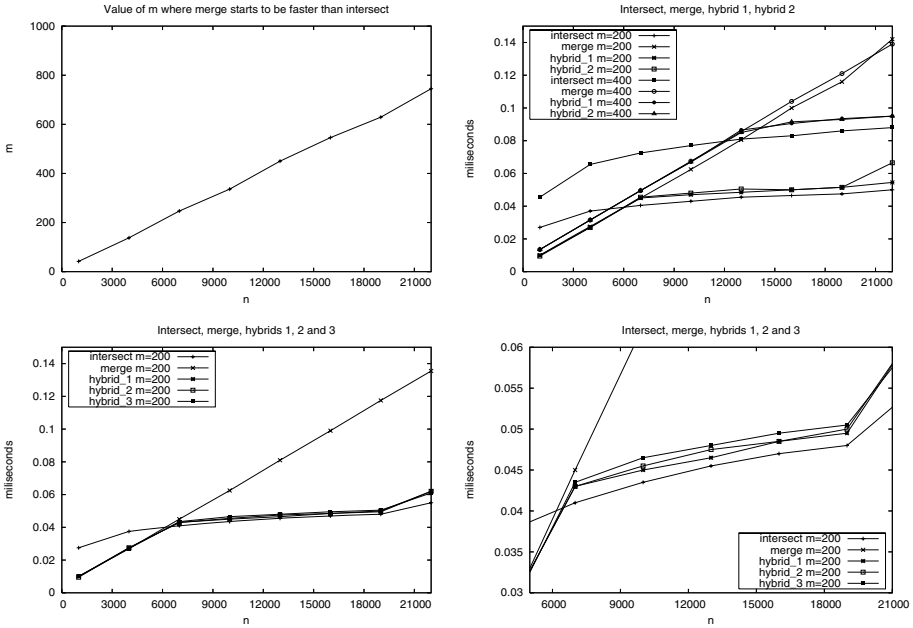 Value of m where merge starts to be faster than intersect
1000
800
600
400
200
0
m
0 3000 6000 9000 12000 15000 18000 21000
n
Intersect, merge, hybrid 1, hybrid 2
intersect m=200
merge m=200
hybrid_1 m=200
hybrid_2 m=200
intersect m=400
merge m=400
hybrid_1 m=400
hybrid_2 m=400
0.14
0.12
0.1
0.08
0.06
0.04
0.02
0
miliseconds
0 3000 6000 9000 12000 15000 18000 21000
n
Intersect, merge, hybrids 1, 2 and 3
intersect m=200
merge m=200
hybrid_1 m=200
hybrid_2 m=200
hybrid_3 m=200
0.14
0.12
0.1
0.08
0.06
0.04
0.02
0
miliseconds
0 3000 6000 9000 12000 15000 18000 21000
n
Intersect, merge, hybrids 1, 2 and 3
0.06
0.055
0.05
0.045
0.04
0.035
0.03
miliseconds
intersect m=200
merge m=200
hybrid_1 m=200
hybrid_2 m=200
hybrid_3 m=200
6000 9000 12000 15000 18000 21000
n